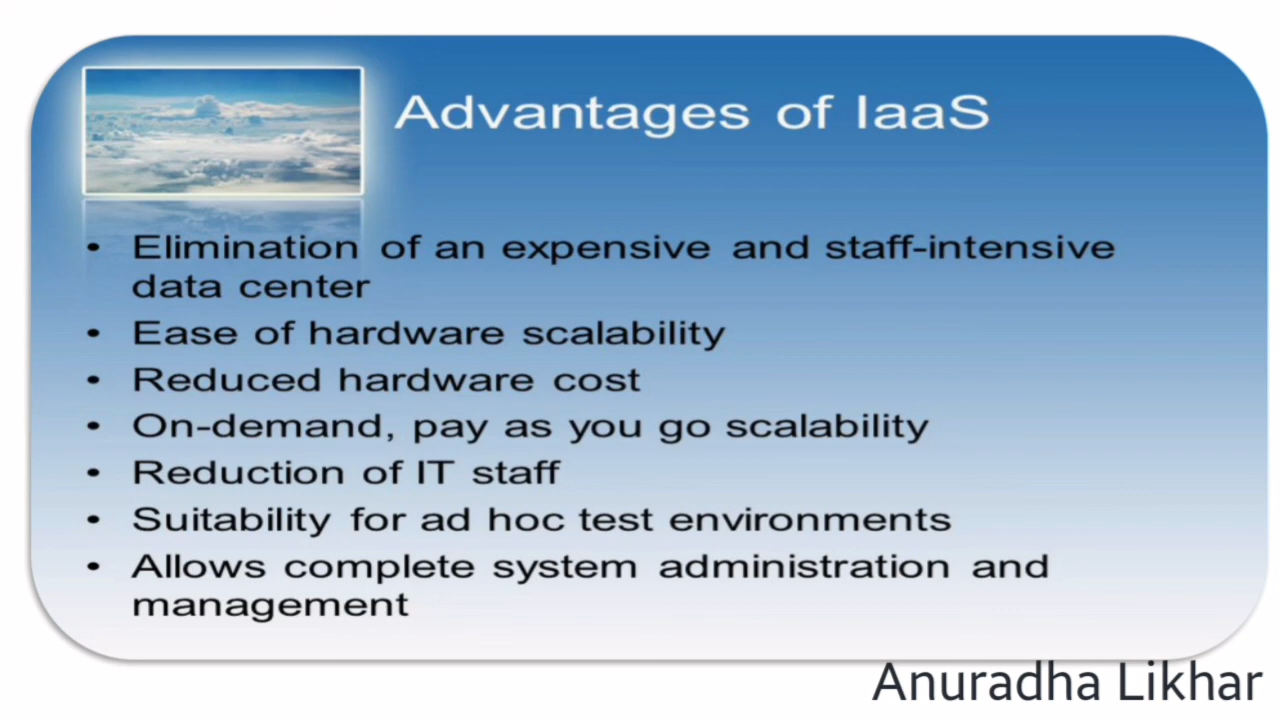 Advantages of IaaS
• Elimination of an expensive and staff-intensive
data center
• Ease of hardware scalability
• Reduced hardware cost
• On-demand, pay as you go scalability
• Reduction of IT staff
• Suitability for ad hoc test environments
• Allows complete system administration and
management
Anuradha Likhar